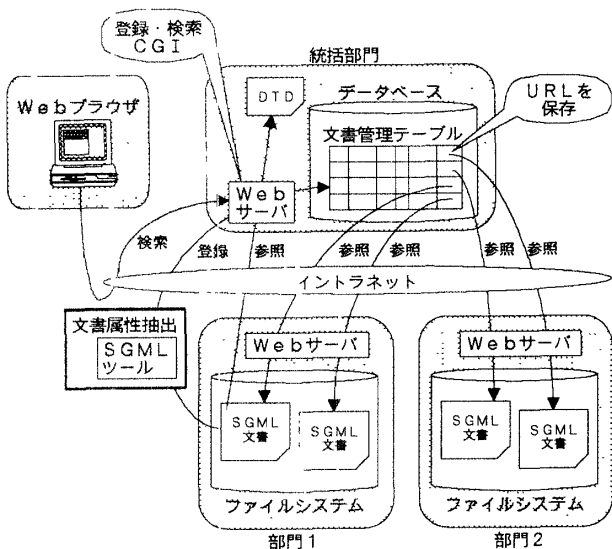 登録・検索
ＣＧＩ
統括部門
Ｗｅｂブラウザ
ＤＴＤ
データベース
ＵＲＬを
保存
文書管理テーブル
Ｗｅｂ
サーバ
検索
登録
参照
参照
参照
参照
参照
イントラネット
文書属性抽出
ＳＧＭＬ
ツール
Ｗｅｂサーバ
Ｗｅｂサーバ
ＳＧＭＬ
文書
ＳＧＭＬ
文書
ＳＧＭＬ
文書
ＳＧＭＬ
文書
ファイルシステム
ファイルシステム
部門１
部門２